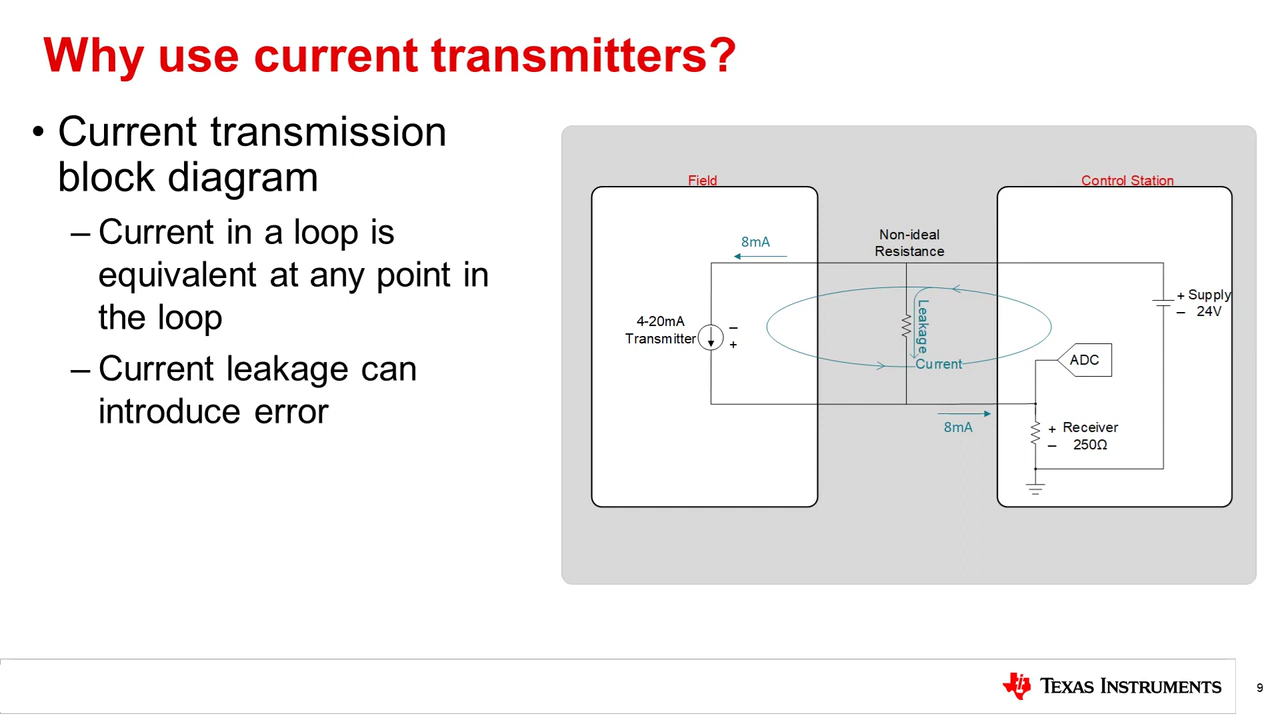 Why use current transmitters?
• Current transmission
block diagram
– Current in a loop is
equivalent at any point in
the loop
– Current leakage can
introduce error
Field
Control Station
8mA
Non-ideal
Resistance
4-20mA
Transmitter
–
+
Leakage
Current
+ Supply
– 24V
ADC
8mA
+ Receiver
– 250Ω
TEXAS INSTRUMENTS
9